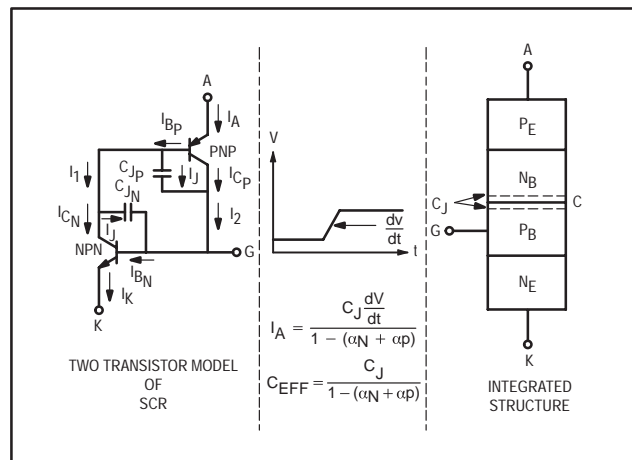 A
I_BP
I_A
PNP
C_JP
I_J
I_CP
I_1
C_JN
I_CN
I_J
I_2
NPN
G
I_BN
I_K
K
TWO TRANSISTOR MODEL
OF
SCR
V
dv
dt
t
I_A = C_J dV/dt / 1 − (αN + αp)
C_EFF = C_J / 1 − (αN + αp)
A
P_E
N_B
C_J
C
G
P_B
N_E
K
INTEGRATED
STRUCTURE